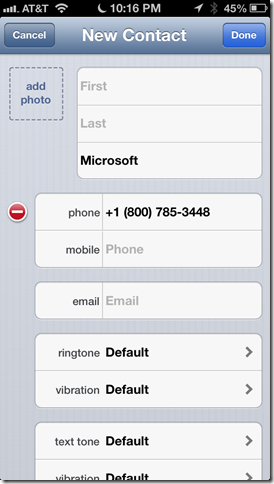 AT&T 10:16 PM 45%
Cancel New Contact Done
add
photo
First
Last
Microsoft
phone +1 (800) 785-3448
mobile Phone
email Email
ringtone Default
vibration Default
text tone Default
vibration Default